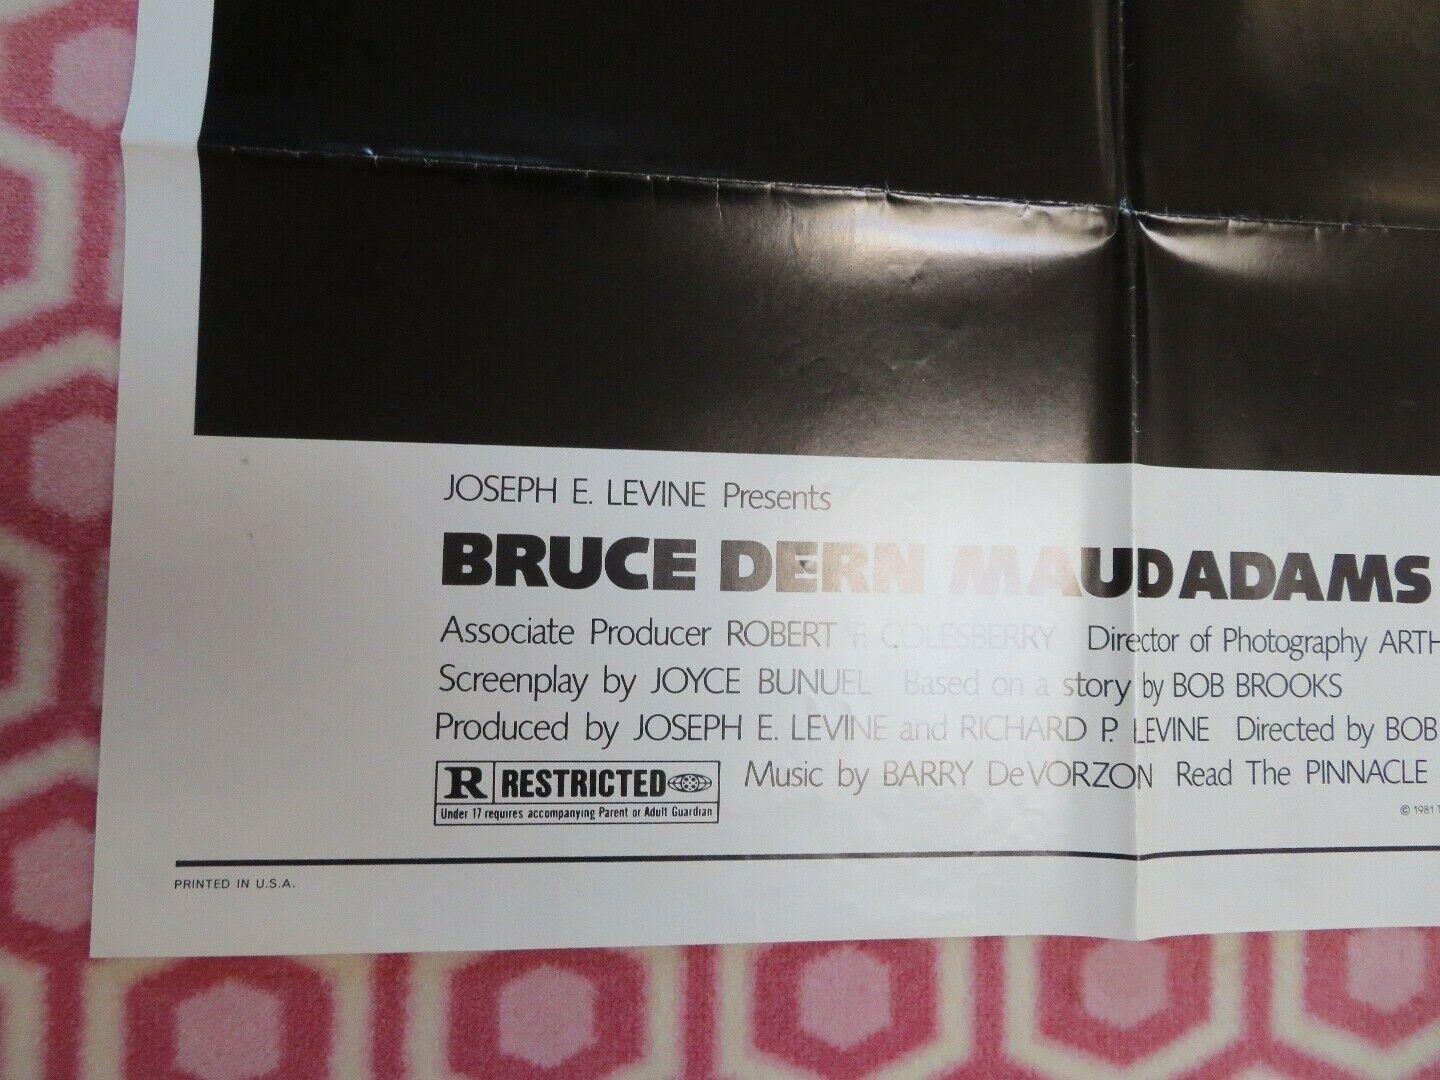 JOSEPH E. LEVINE Presents
BRUCE DERN MAUD ADAMS
Associate Producer ROBERT F. COLESBERRY Director of Photography ARTH
Screenplay by JOYCE BUNUEL Based on a story by BOB BROOKS
Produced by JOSEPH E. LEVINE and RICHARD P. LEVINE Directed by BOB
Music by BARRY DeVORZON Read The PINNACLE
R RESTRICTED
Under 17 requires accompanying Parent or Adult Guardian
© 1981 T
PRINTED IN U.S.A.